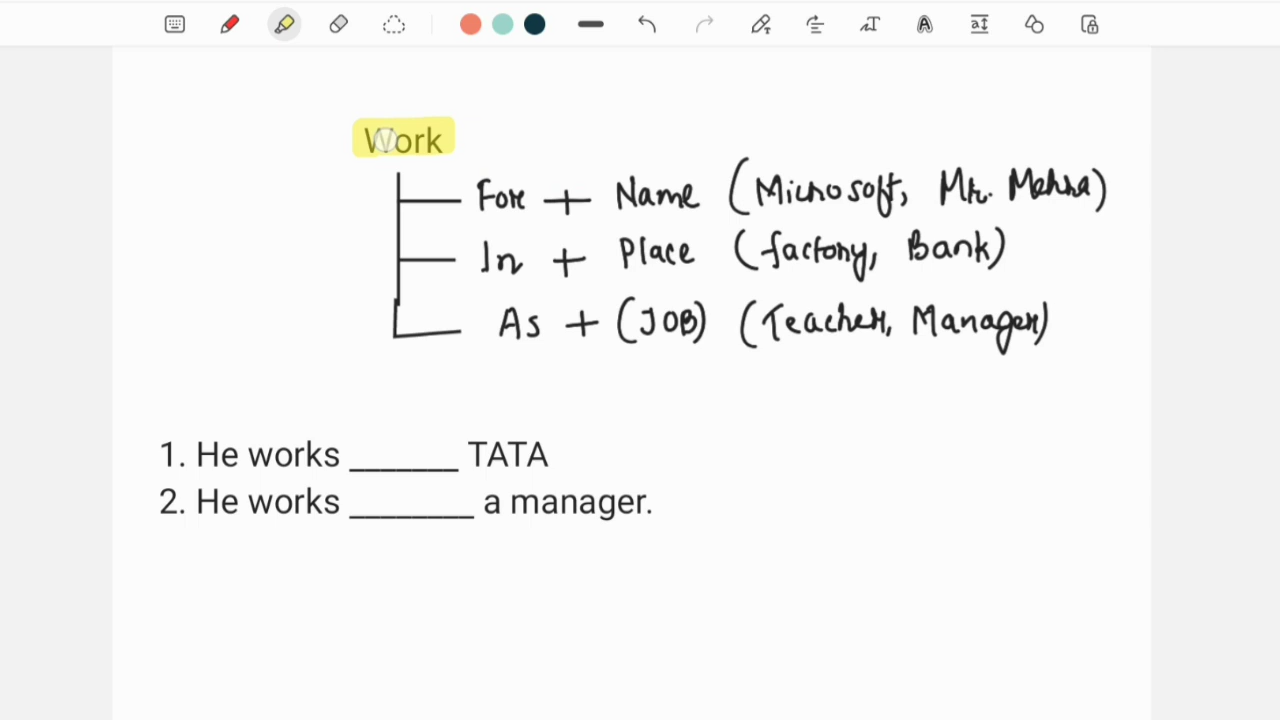 Work
For + Name (Microsoft, Mr. Mehra)
In + Place (factory, Bank)
As + (JOB) (Teacher, Manager)
1. He works _______ TATA
2. He works ________ a manager.